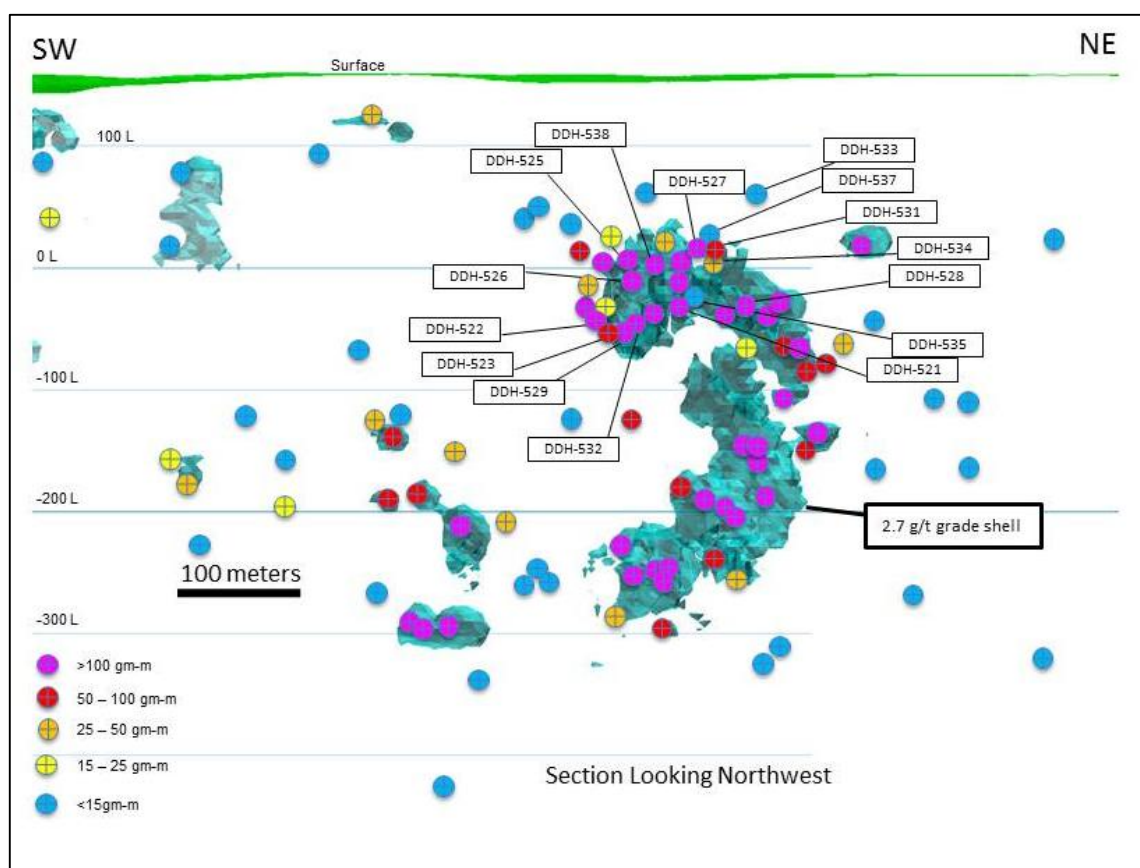 SW
NE
Surface
100 L
DDH-538
DDH-533
DDH-525
DDH-527
DDH-537
DDH-531
0 L
DDH-534
DDH-526
DDH-528
DDH-522
DDH-535
DDH-523
DDH-521
-100 L
DDH-529
DDH-532
-200 L
2.7 g/t grade shell
100 meters
-300 L
>100 gm-m
50 – 100 gm-m
25 – 50 gm-m
15 – 25 gm-m
<15gm-m
Section Looking Northwest